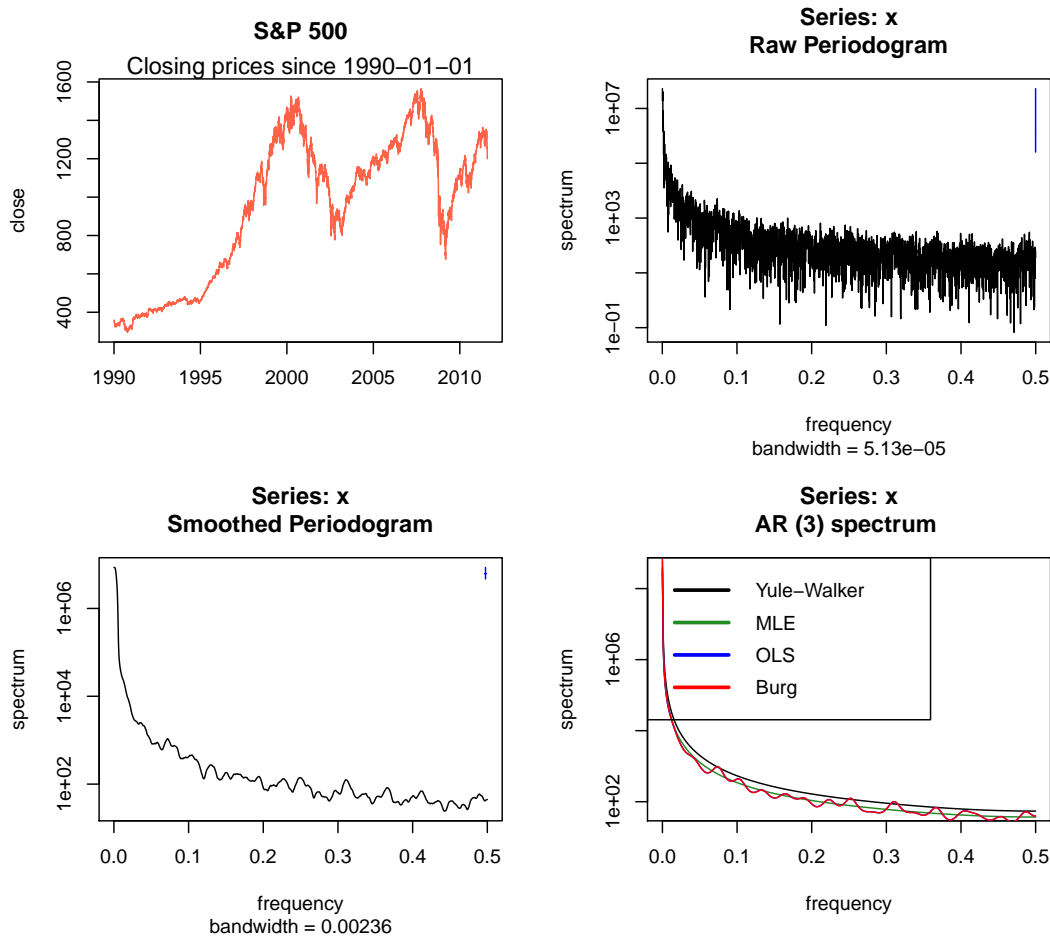 S&P 500
Closing prices since 1990−01−01
close
1600
1200
800
400
1990 1995 2000 2005 2010
Series: x
Raw Periodogram
spectrum
1e+07
1e+03
1e−01
0.0 0.1 0.2 0.3 0.4 0.5
frequency
bandwidth = 5.13e−05
Series: x
Smoothed Periodogram
spectrum
1e+06
1e+04
1e+02
0.0 0.1 0.2 0.3 0.4 0.5
frequency
bandwidth = 0.00236
Series: x
AR (3) spectrum
spectrum
1e+06
1e+02
Yule−Walker
MLE
OLS
Burg
0.0 0.1 0.2 0.3 0.4 0.5
frequency